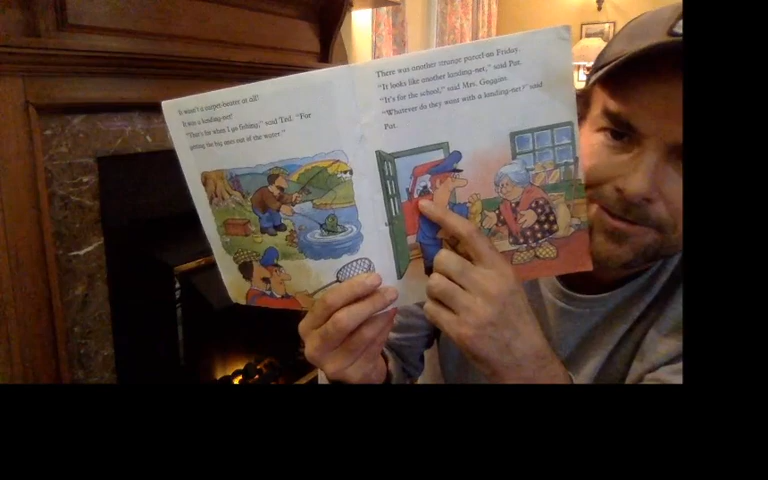 It wasn't a carpet-beater at all!
It was a landing-net!
"That's for when I go fishing," said Ted. "For
getting the big ones out of the water."
There was another strange parcel on Friday.
"It looks like another landing-net," said Pat.
"It's for the school," said Mrs. Goggins.
"Whatever do they want with a landing-net?" said
Pat.